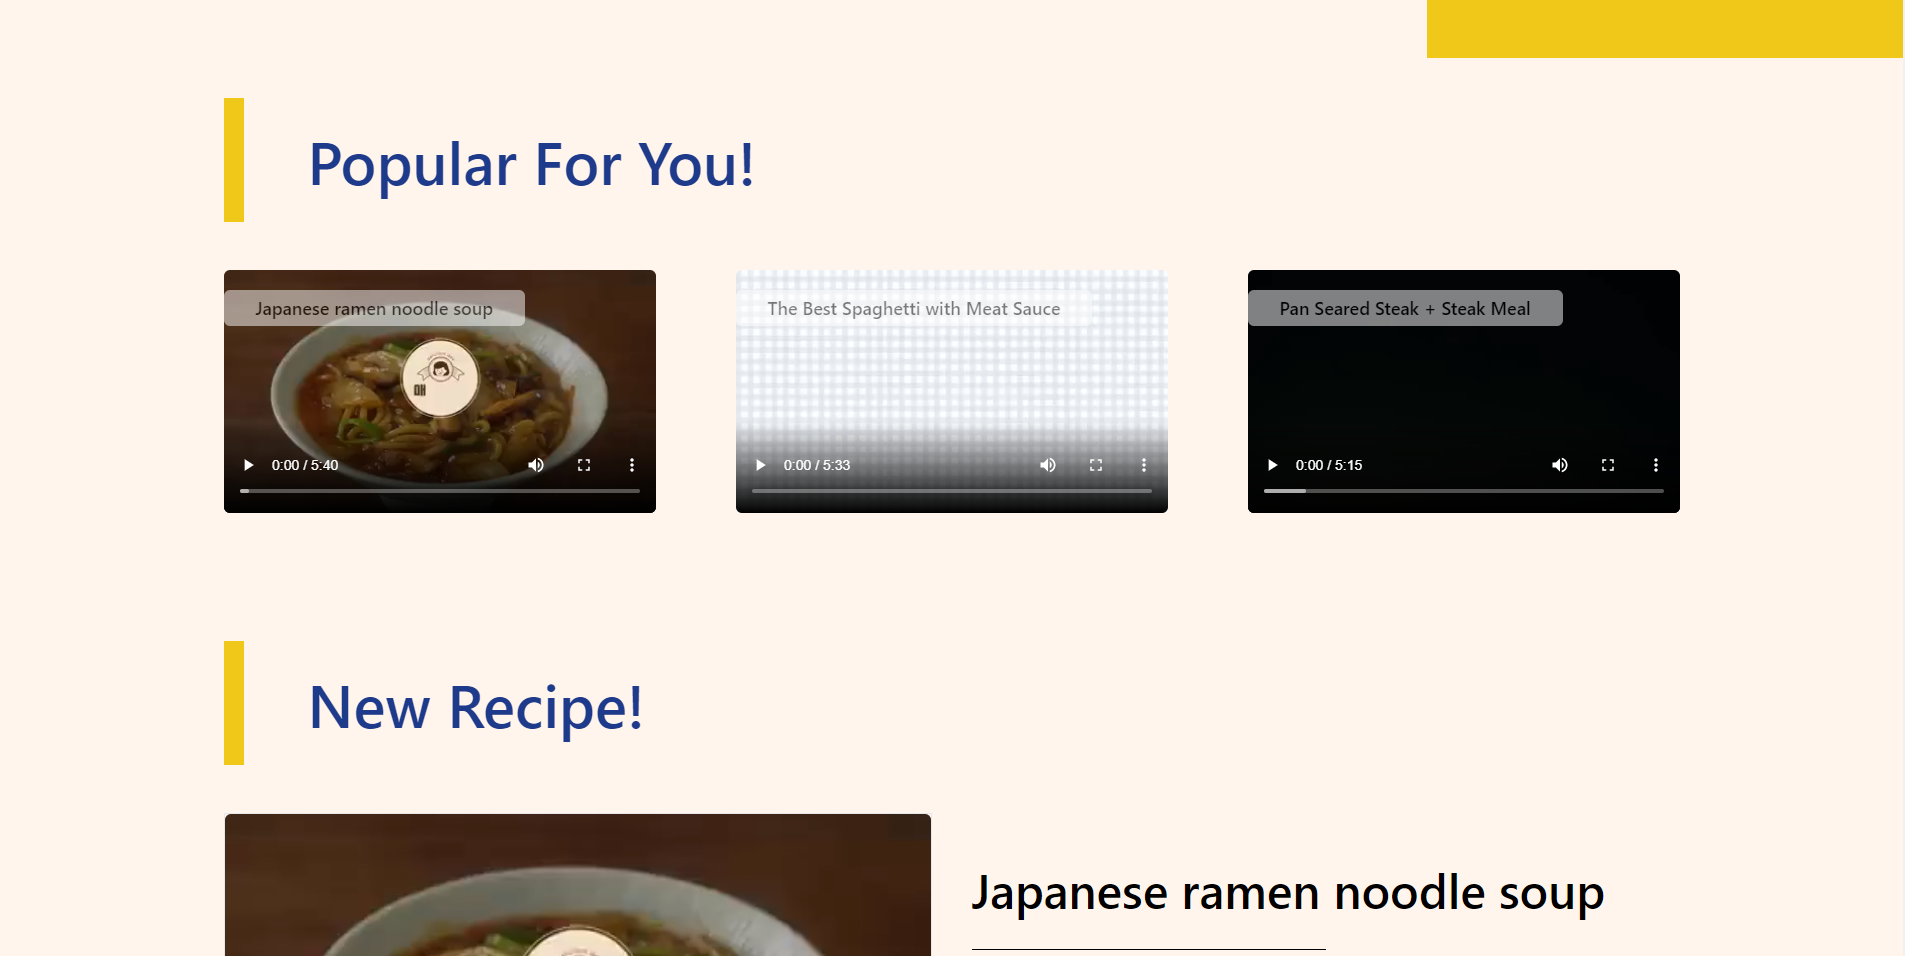 Popular For You!
Japanese ramen noodle soup
The Best Spaghetti with Meat Sauce
Pan Seared Steak + Steak Meal
0:00 / 5:40
0:00 / 5:33
0:00 / 5:15
New Recipe!
Japanese ramen noodle soup